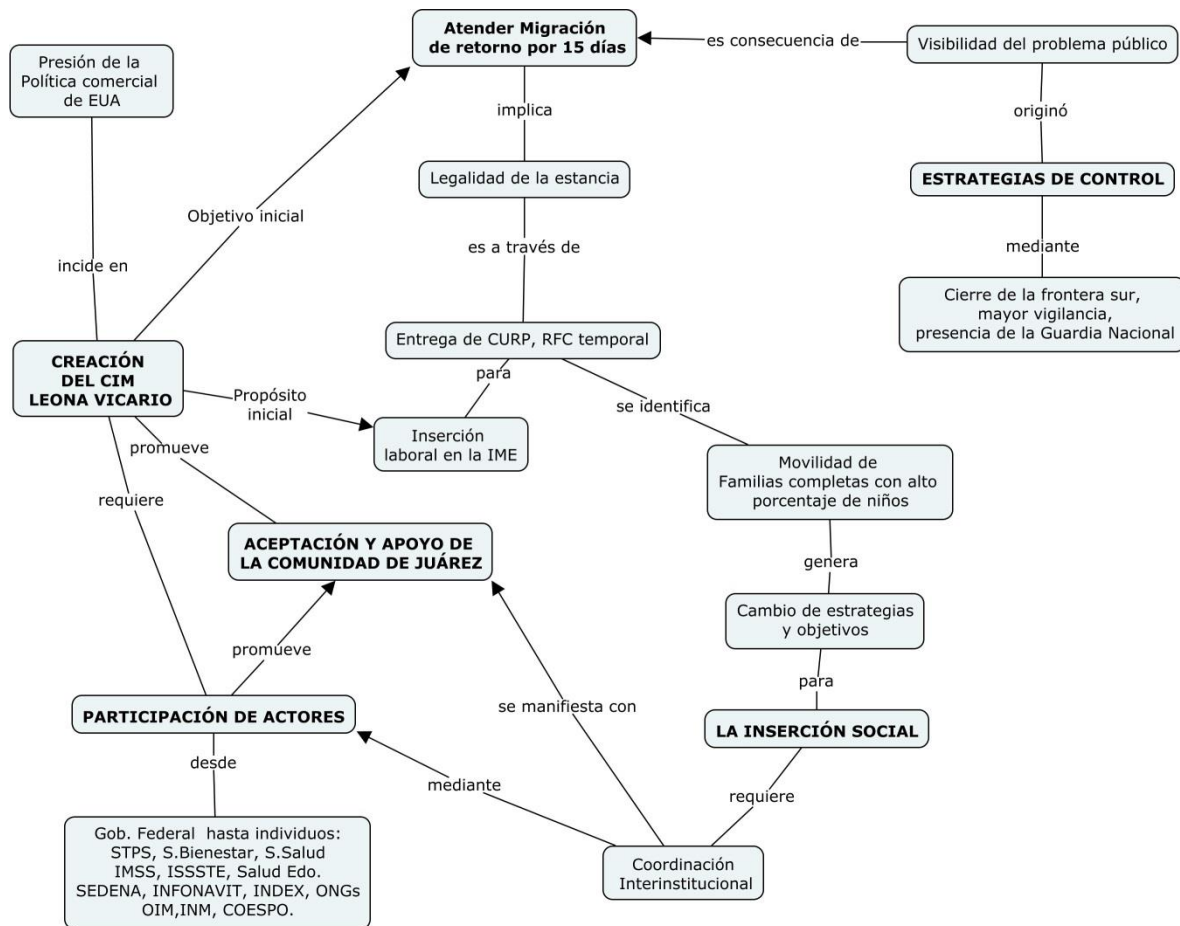 Atender Migración
de retorno por 15 días
es consecuencia de
Visibilidad del problema público
Presión de la
Política comercial
de EUA
implica
originó
Legalidad de la estancia
ESTRATEGIAS DE CONTROL
Objetivo inicial
es a través de
mediante
incide en
Cierre de la frontera sur,
mayor vigilancia,
presencia de la Guardia Nacional
Entrega de CURP, RFC temporal
CREACIÓN
DEL CIM
LEONA VICARIO
para
Propósito
inicial
se identifica
Inserción
laboral en la IME
promueve
Movilidad de
Familias completas con alto
porcentaje de niños
requiere
ACEPTACIÓN Y APOYO DE
LA COMUNIDAD DE JUÁREZ
genera
Cambio de estrategias
y objetivos
promueve
para
se manifiesta con
PARTICIPACIÓN DE ACTORES
LA INSERCIÓN SOCIAL
desde
mediante
requiere
Gob. Federal hasta individuos:
STPS, S.Bienestar, S.Salud
IMSS, ISSSTE, Salud Edo.
SEDENA, INFONAVIT, INDEX, ONGs
OIM,INM, COESPO.
Coordinación
Interinstitucional